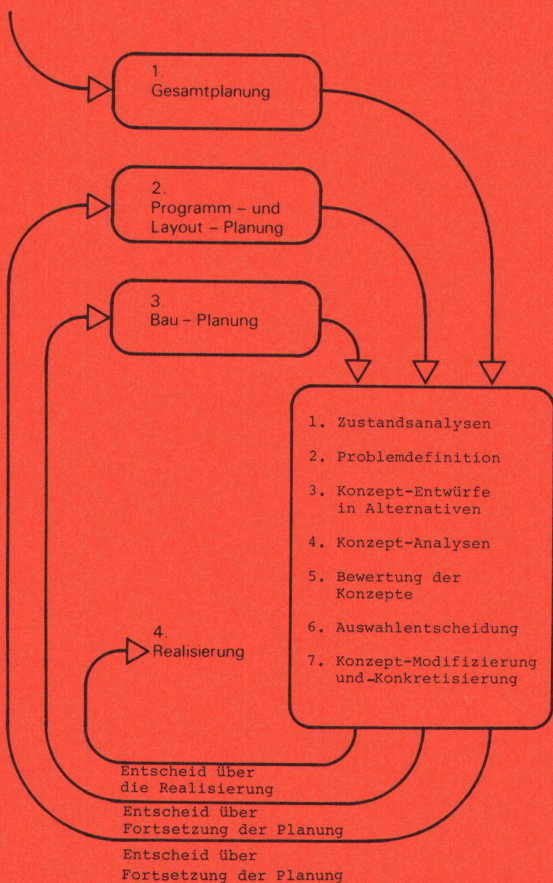 1.
Gesamtplanung
2.
Programm – und
Layout – Planung
3.
Bau – Planung
1. Zustandsanalysen
2. Problemdefinition
3. Konzept-Entwürfe
in Alternativen
4. Konzept-Analysen
5. Bewertung der
Konzepte
6. Auswahlentscheidung
7. Konzept-Modifizierung
und-Konkretisierung
4.
Realisierung
Entscheid über
die Realisierung
Entscheid über
Fortsetzung der Planung
Entscheid über
Fortsetzung der Planung